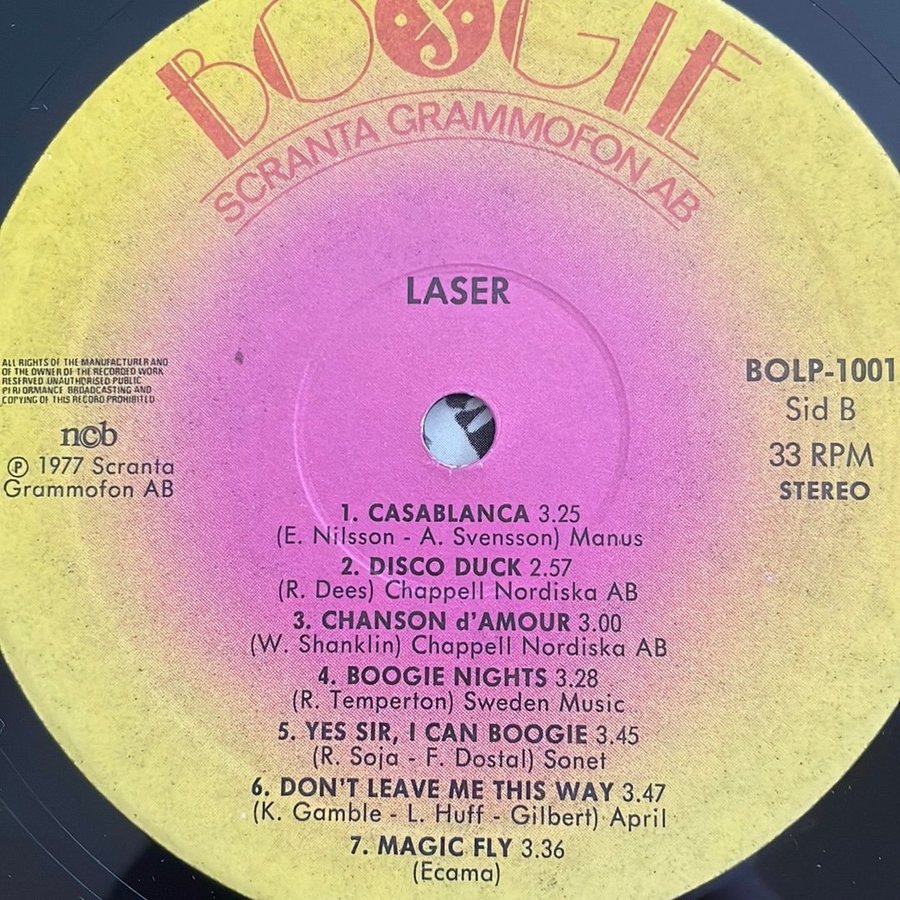 BOOGIE
SCRANTA GRAMMOFON AB
LASER
ALL RIGHTS OF THE MANUFACTURER AND
OF THE OWNER OF THE RECORDED WORK
RESERVED UNAUTHORISED PUBLIC
PERFORMANCE BROADCASTING AND
COPYING OF THIS RECORD PROHIBITED
ncb
Ⓟ 1977 Scranta
Grammofon AB
BOLP-1001
Sid B
33 RPM
STEREO
1. CASABLANCA 3.25
(E. Nilsson - A. Svensson) Manus
2. DISCO DUCK 2.57
(R. Dees) Chappell Nordiska AB
3. CHANSON d'AMOUR 3.00
(W. Shanklin) Chappell Nordiska AB
4. BOOGIE NIGHTS 3.28
(R. Temperton) Sweden Music
5. YES SIR, I CAN BOOGIE 3.45
(R. Soja - F. Dostal) Sonet
6. DON'T LEAVE ME THIS WAY 3.47
(K. Gamble - L. Huff - Gilbert) April
7. MAGIC FLY 3.36
(Ecama)